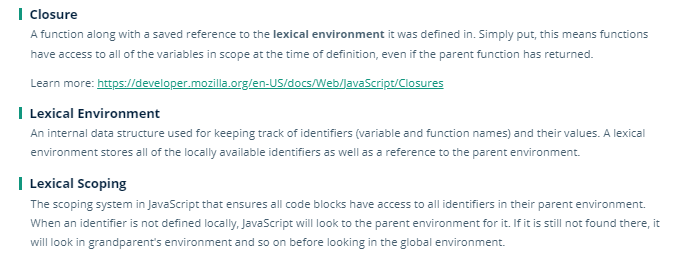 Closure
A function along with a saved reference to the lexical environment it was defined in. Simply put, this means functions
have access to all of the variables in scope at the time of definition, even if the parent function has returned.
Learn more: https://developer.mozilla.org/en-US/docs/Web/JavaScript/Closures
Lexical Environment
An internal data structure used for keeping track of identifiers (variable and function names) and their values. A lexical
environment stores all of the locally available identifiers as well as a reference to the parent environment.
Lexical Scoping
The scoping system in JavaScript that ensures all code blocks have access to all identifiers in their parent environment.
When an identifier is not defined locally, JavaScript will look to the parent environment for it. If it is still not found there, it
will look in grandparent's environment and so on before looking in the global environment.